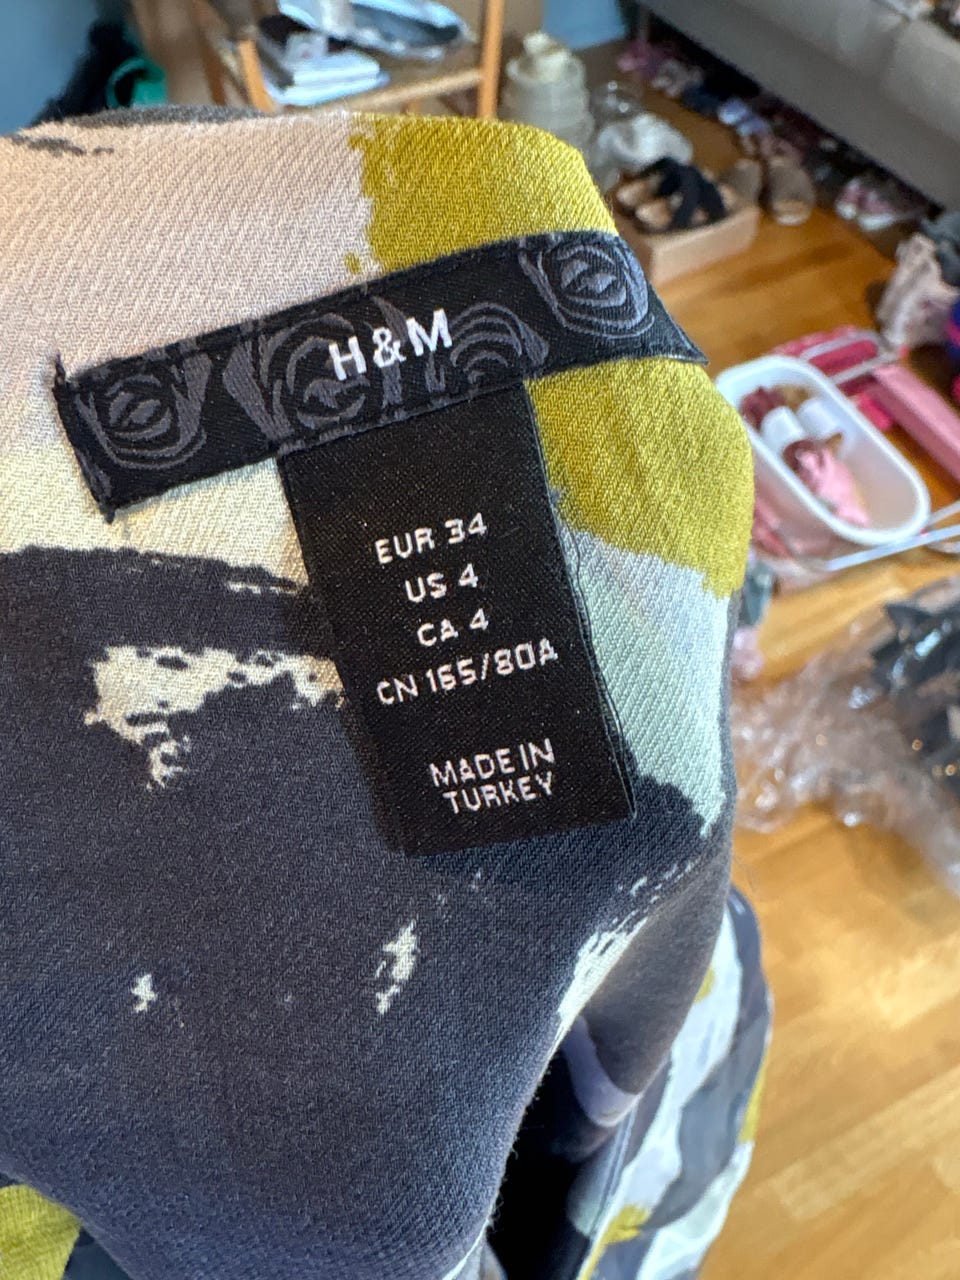 H&M
EUR 34
US 4
CA 4
CN 165/80A
MADE IN
TURKEY